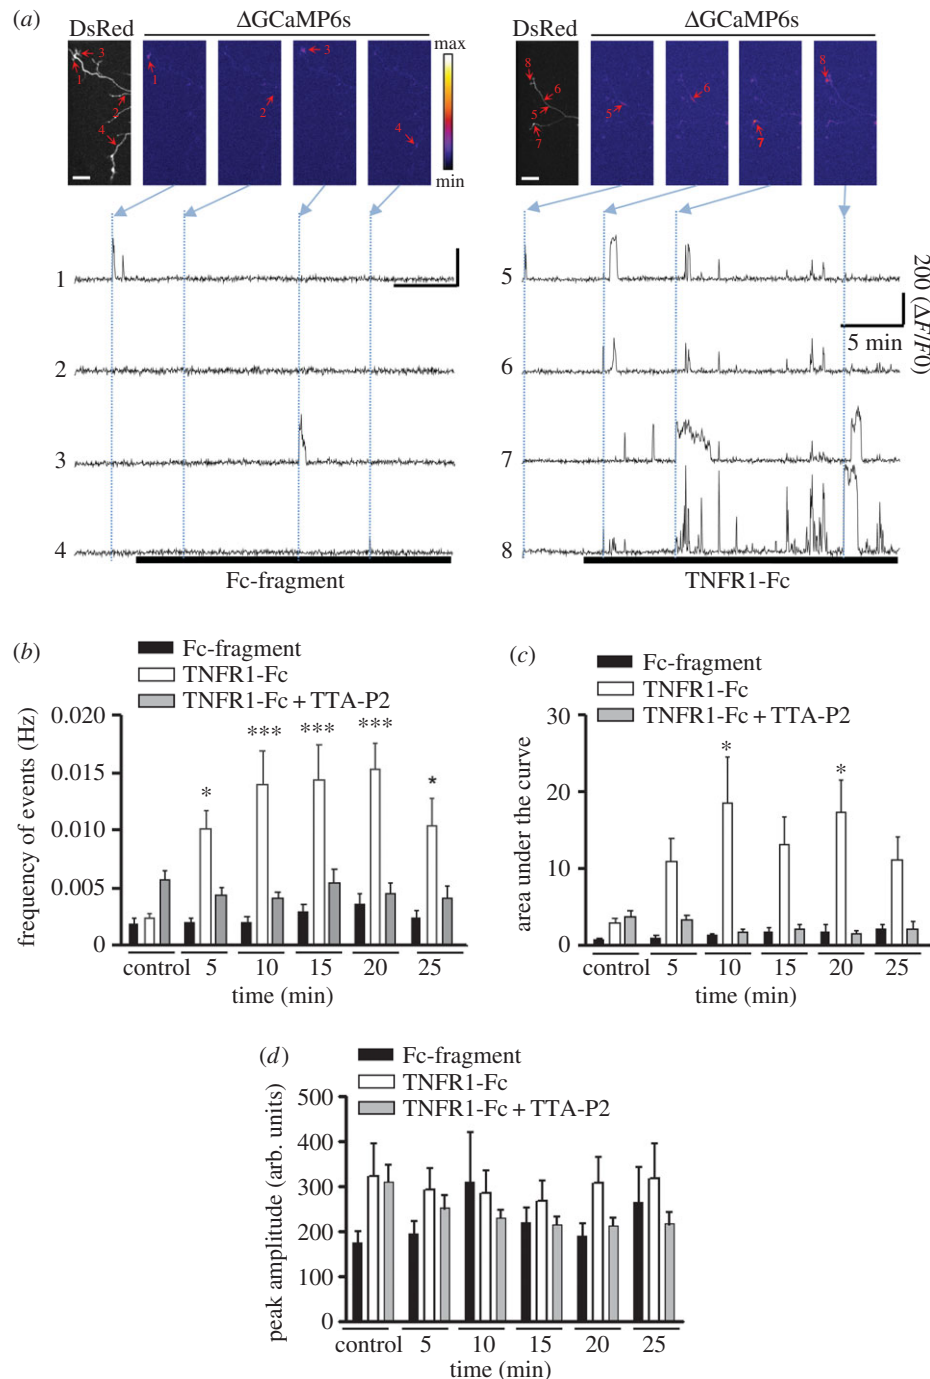 (a)
DsRed
ΔGCaMP6s
max
min
3
1
2
4
1
2
3
4
DsRed
ΔGCaMP6s
8
6
5
7
5
6
7
8
1
2
3
4
Fc-fragment
5
6
7
8
200 (ΔF/F0)
5 min
TNFR1-Fc
(b)
Fc-fragment
TNFR1-Fc
TNFR1-Fc + TTA-P2
frequency of events (Hz)
0.020
0.015
0.010
0.005
0
*
***
***
***
*
control 5 10 15 20 25
time (min)
(c)
Fc-fragment
TNFR1-Fc
TNFR1-Fc + TTA-P2
area under the curve
30
20
10
0
*
*
control 5 10 15 20 25
time (min)
(d)
Fc-fragment
TNFR1-Fc
TNFR1-Fc + TTA-P2
peak amplitude (arb. units)
500
400
300
200
100
0
control 5 10 15 20 25
time (min)